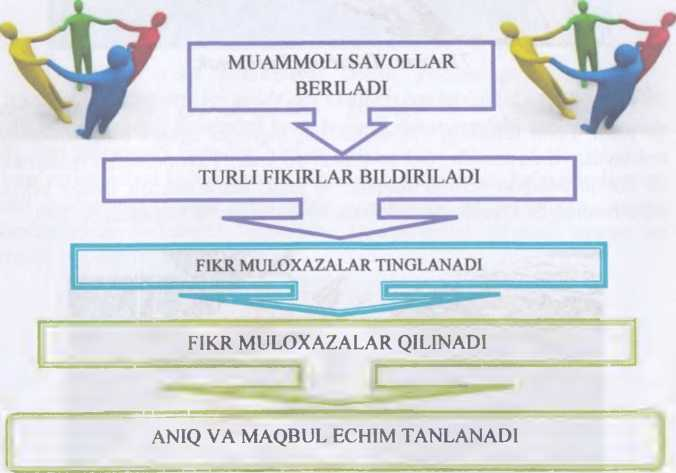 MUAMMOLI SAVOLLAR
BERILADI
TURLI FIKIRLAR BILDIRILADI
FIKR MULOXAZALAR TINGLANADI
FIKR MULOXAZALAR QILINADI
ANIQ VA MAQBUL ECHIM TANLANADI